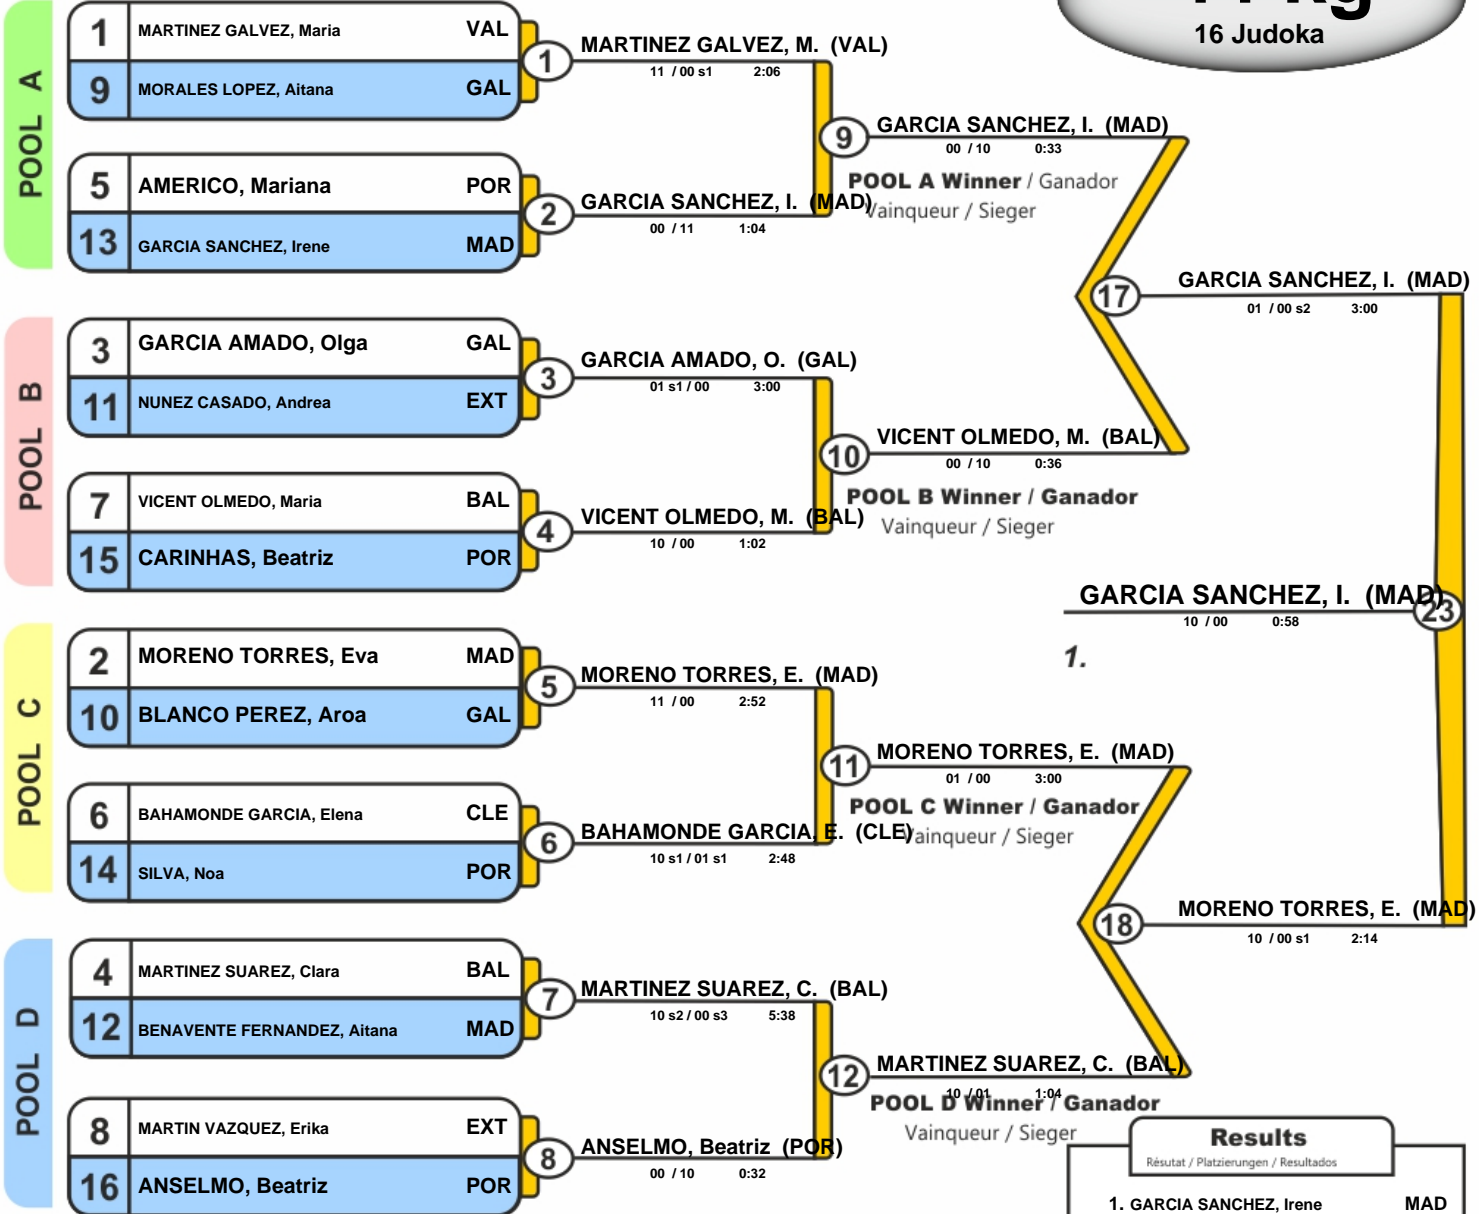 16 Judoka
POOL A
1 MARTINEZ GALVEZ, Maria VAL
9 MORALES LOPEZ, Aitana GAL
1 MARTINEZ GALVEZ, M. (VAL)
11 / 00 s1 2:06
5 AMERICO, Mariana POR
13 GARCIA SANCHEZ, Irene MAD
2 GARCIA SANCHEZ, I. (MAD)
00 / 11 1:04
9 GARCIA SANCHEZ, I. (MAD)
00 / 10 0:33
POOL A Winner / Ganador
Vainqueur / Sieger
POOL B
3 GARCIA AMADO, Olga GAL
11 NUNEZ CASADO, Andrea EXT
3 GARCIA AMADO, O. (GAL)
01 s1 / 00 3:00
7 VICENT OLMEDO, Maria BAL
15 CARINHAS, Beatriz POR
4 VICENT OLMEDO, M. (BAL)
10 / 00 1:02
10 VICENT OLMEDO, M. (BAL)
00 / 10 0:36
POOL B Winner / Ganador
Vainqueur / Sieger
17 GARCIA SANCHEZ, I. (MAD)
01 / 00 s2 3:00
GARCIA SANCHEZ, I. (MAD) 23
10 / 00 0:58
1.
POOL C
2 MORENO TORRES, Eva MAD
10 BLANCO PEREZ, Aroa GAL
5 MORENO TORRES, E. (MAD)
11 / 00 2:52
6 BAHAMONDE GARCIA, Elena CLE
14 SILVA, Noa POR
6 BAHAMONDE GARCIA, E. (CLE)
10 s1 / 01 s1 2:48
11 MORENO TORRES, E. (MAD)
01 / 00 3:00
POOL C Winner / Ganador
Vainqueur / Sieger
POOL D
4 MARTINEZ SUAREZ, Clara BAL
12 BENAVENTE FERNANDEZ, Aitana MAD
7 MARTINEZ SUAREZ, C. (BAL)
10 s2 / 00 s3 5:38
8 MARTIN VAZQUEZ, Erika EXT
16 ANSELMO, Beatriz POR
8 ANSELMO, Beatriz (POR)
00 / 10 0:32
12 MARTINEZ SUAREZ, C. (BAL)
10 / 01 1:04
POOL D Winner / Ganador
Vainqueur / Sieger
18 MORENO TORRES, E. (MAD)
10 / 00 s1 2:14
Results
Résutat / Platzierungen / Resultados
1. GARCIA SANCHEZ, Irene MAD